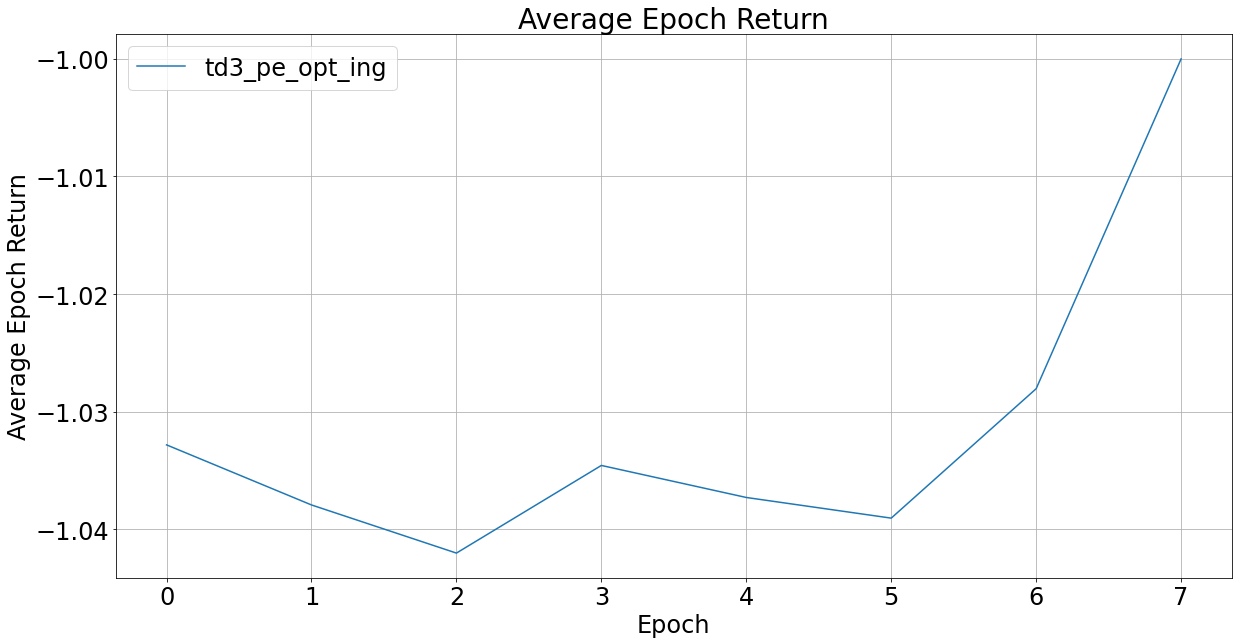 Average Epoch Return
td3_pe_opt_ing
−1.00
−1.01
−1.02
−1.03
−1.04
Average Epoch Return
0 1 2 3 4 5 6 7
Epoch